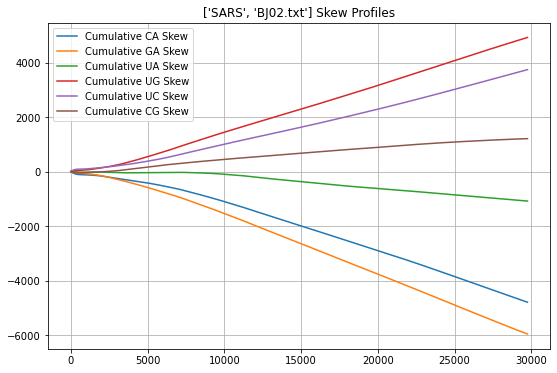 ['SARS', 'BJ02.txt'] Skew Profiles
Cumulative CA Skew
Cumulative GA Skew
Cumulative UA Skew
Cumulative UG Skew
Cumulative UC Skew
Cumulative CG Skew
4000
2000
0
−2000
−4000
−6000
0 5000 10000 15000 20000 25000 30000